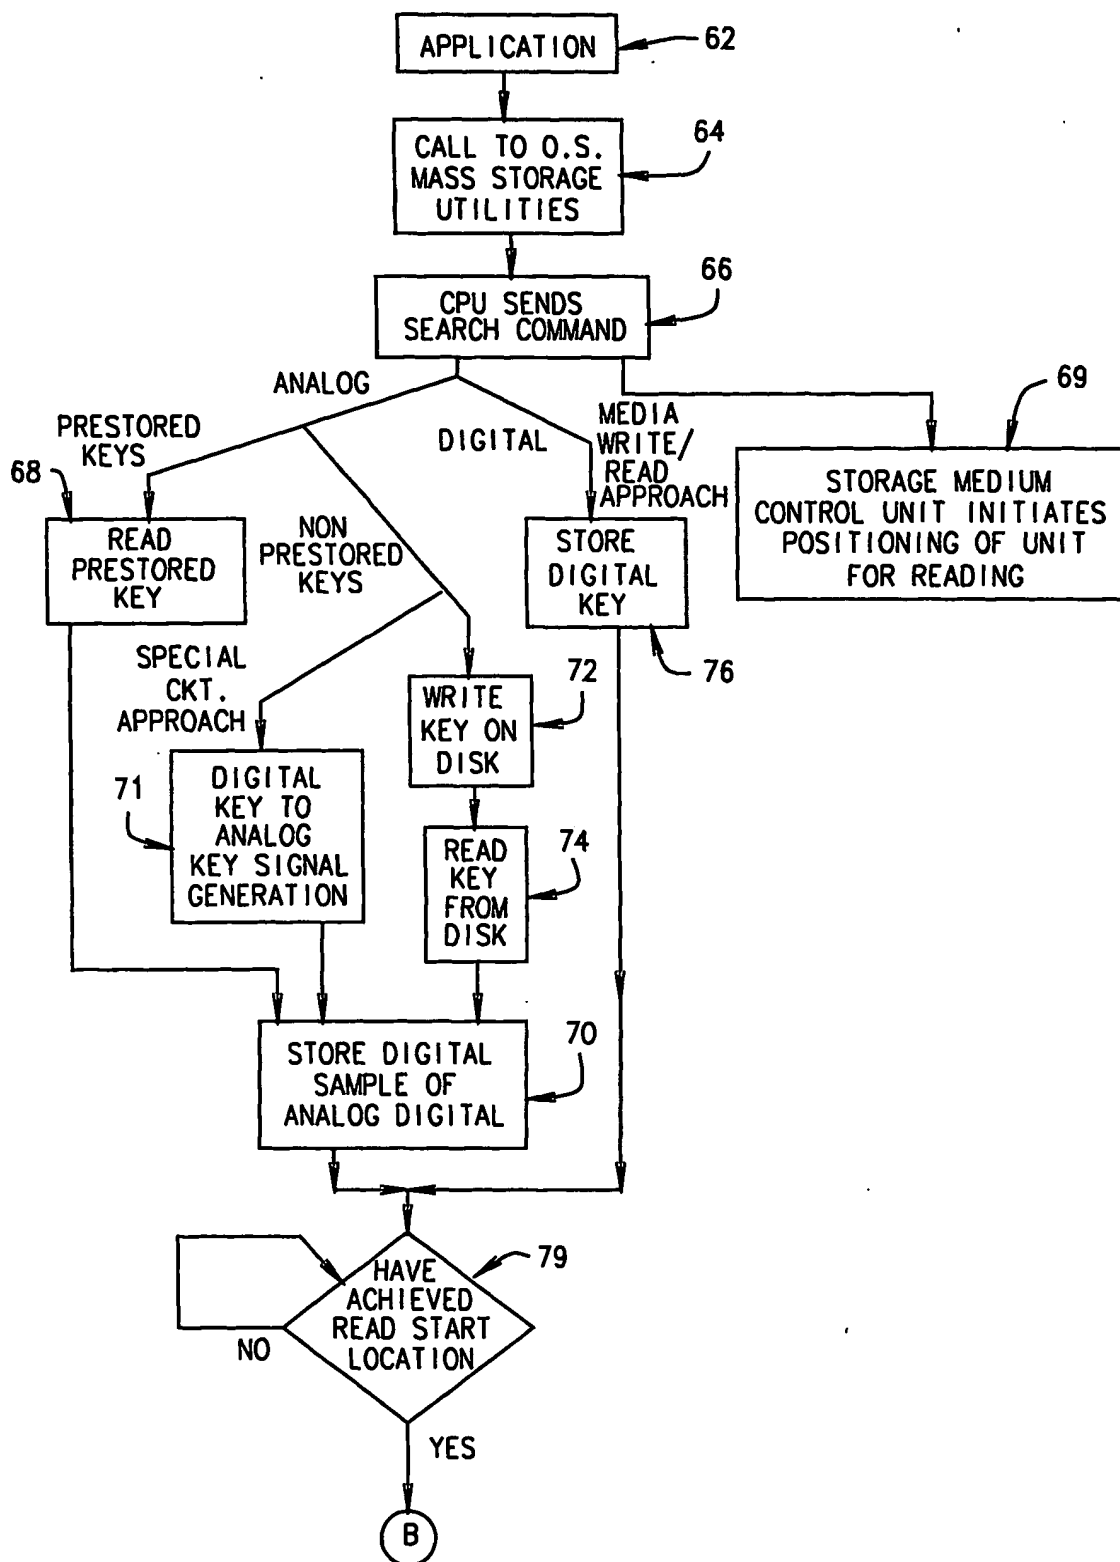 APPLICATION
62
CALL TO O.S.
MASS STORAGE
UTILITIES
64
CPU SENDS
SEARCH COMMAND
66
ANALOG
DIGITAL
MEDIA
WRITE/
READ
APPROACH
69
PRESTORED
KEYS
68
READ
PRESTORED
KEY
NON
PRESTORED
KEYS
STORE
DIGITAL
KEY
76
STORAGE MEDIUM
CONTROL UNIT INITIATES
POSITIONING OF UNIT
FOR READING
SPECIAL
CKT.
APPROACH
72
WRITE
KEY ON
DISK
71
DIGITAL
KEY TO
ANALOG
KEY SIGNAL
GENERATION
74
READ
KEY
FROM
DISK
70
STORE DIGITAL
SAMPLE OF
ANALOG DIGITAL
79
HAVE
ACHIEVED
READ START
LOCATION
NO
YES
B